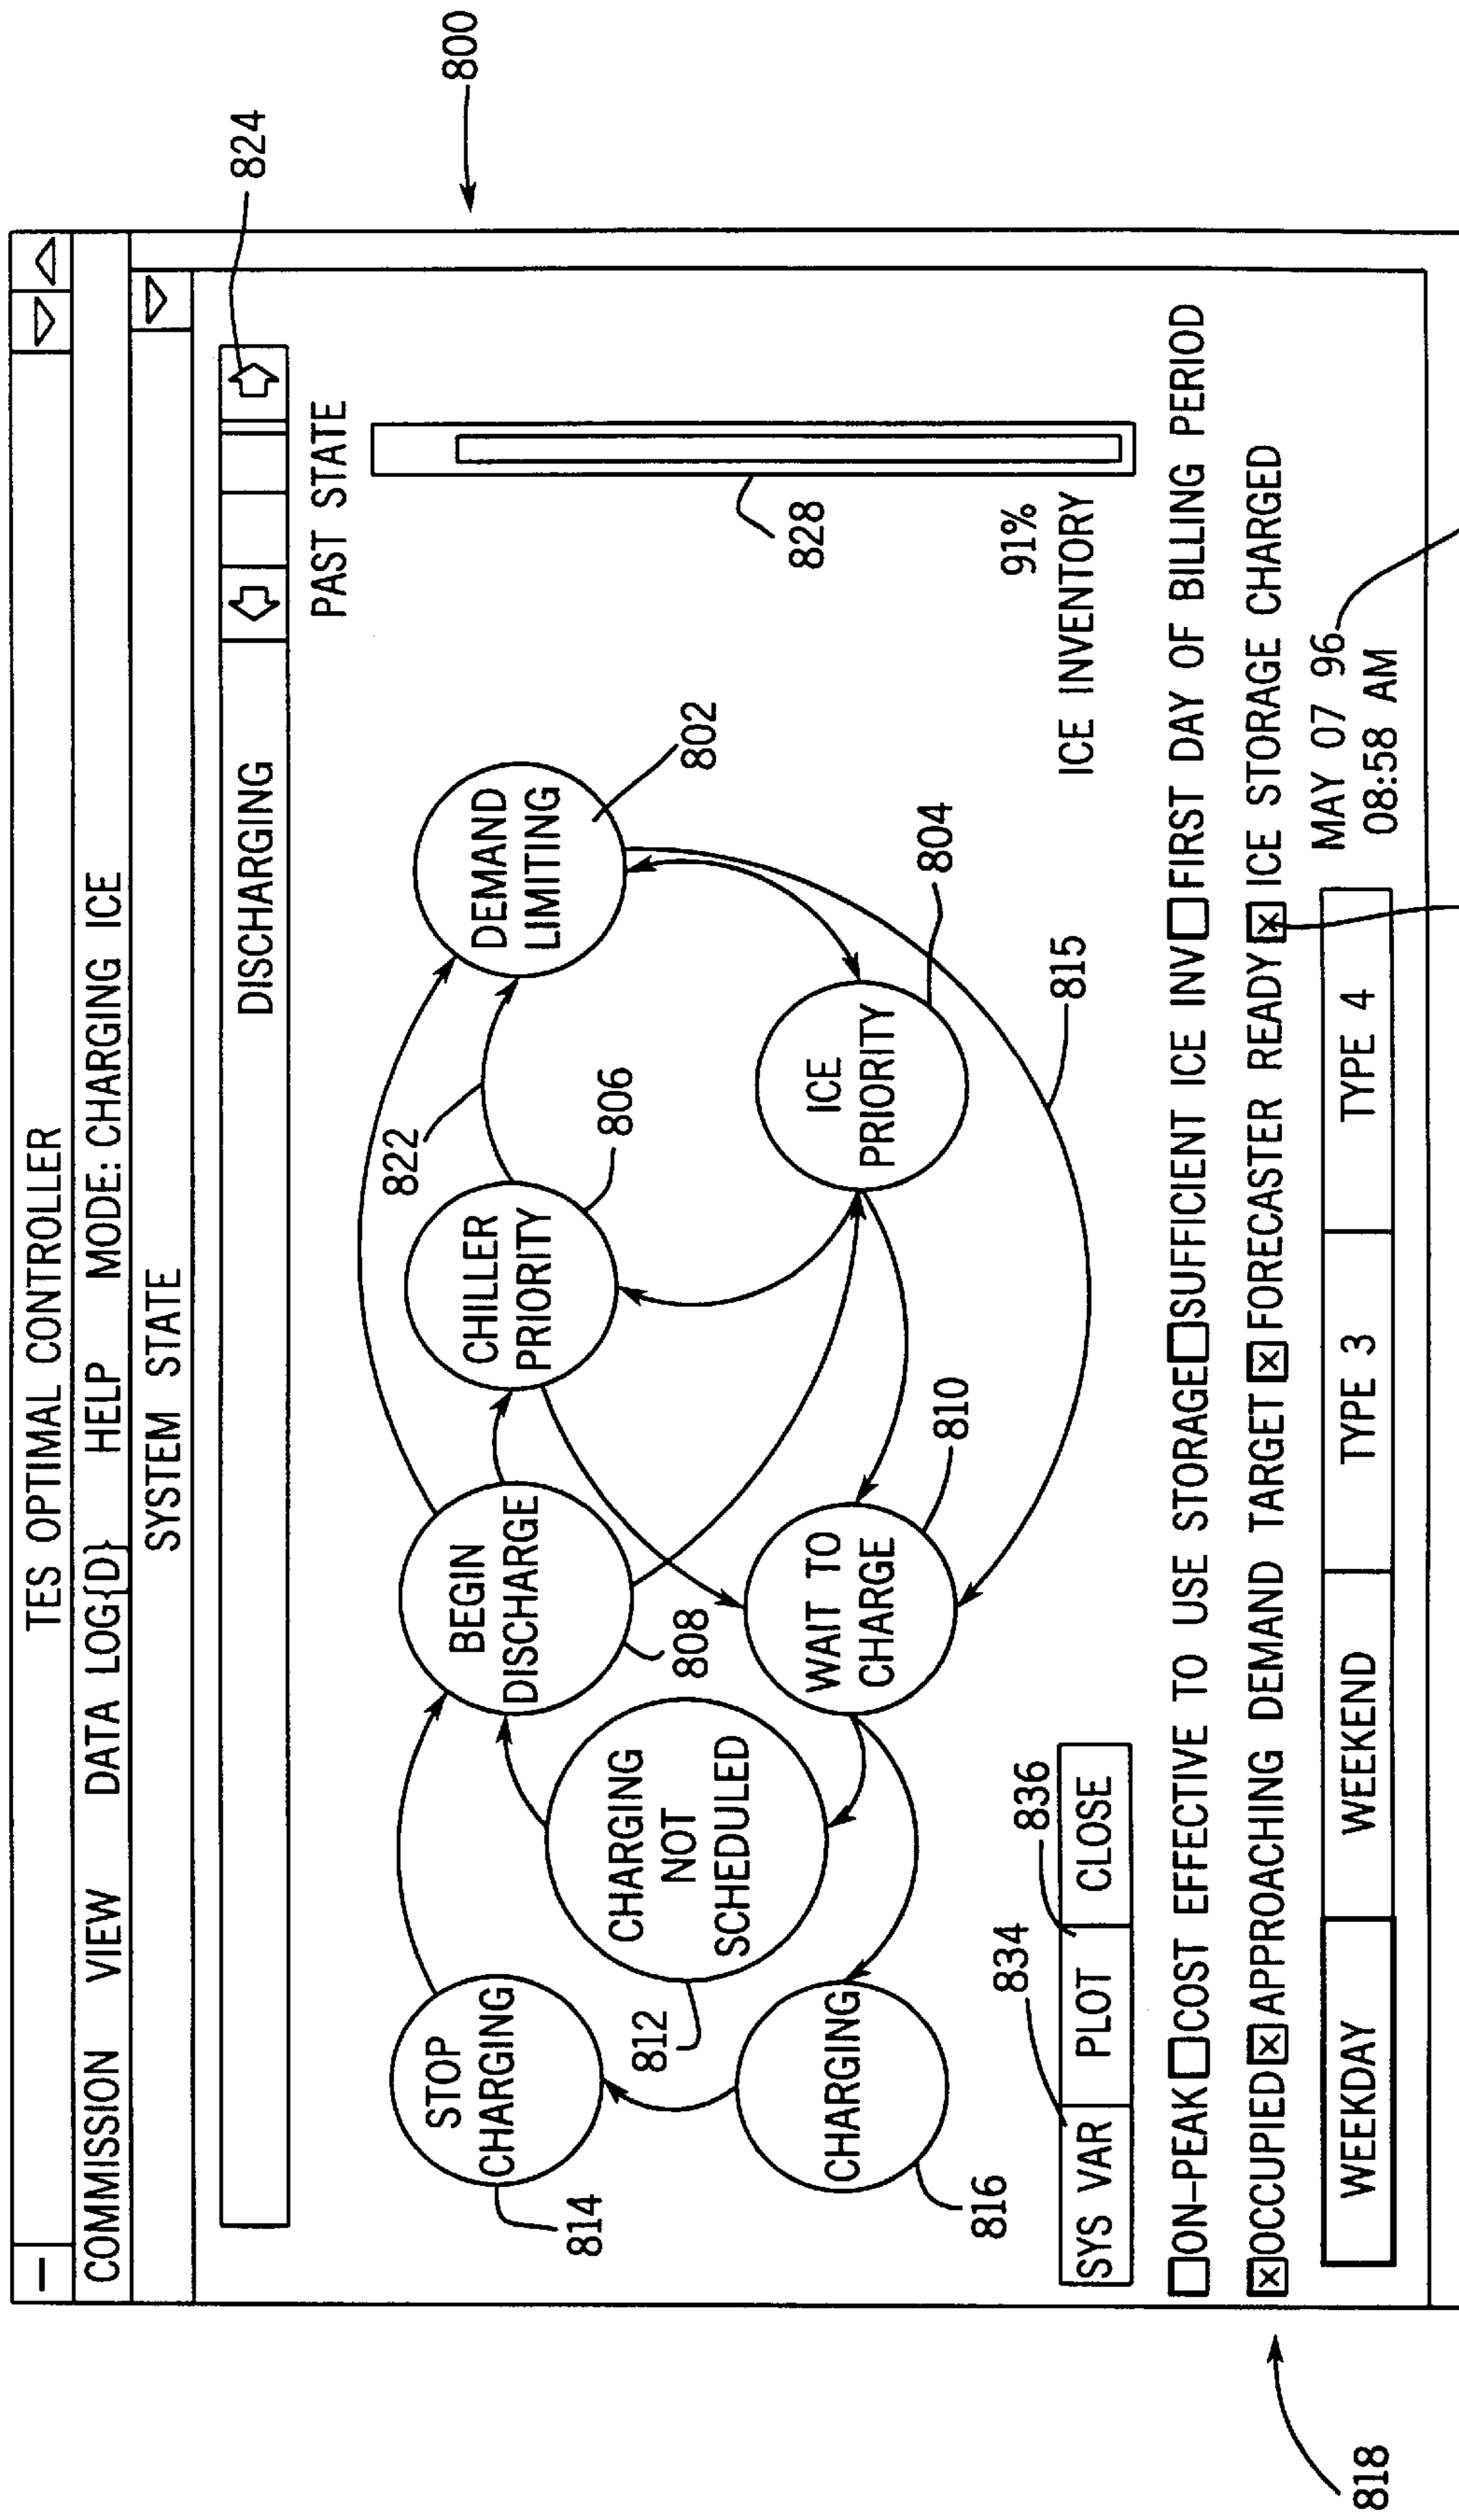 TES OPTIMAL CONTROLLER
COMMISSION VIEW DATA LOG{D} HELP MODE: CHARGING ICE
SYSTEM STATE
DISCHARGING
824
800
PAST STATE
STOP
CHARGING
BEGIN
DISCHARGE
CHILLER
PRIORITY
822
DEMAND
LIMITING
802
806
814
812
CHARGING
NOT
SCHEDULED
808
828
CHARGING
816
WAIT TO
CHARGE
810
ICE
PRIORITY
804
815
91%
ICE INVENTORY
834
836
SYS VAR PLOT CLOSE
ON-PEAK COST EFFECTIVE TO USE STORAGE SUFFICIENT ICE INV FIRST DAY OF BILLING PERIOD
OCCUPIED APPROACHING DEMAND TARGET FORECASTER READY ICE STORAGE CHARGED
WEEKDAY WEEKEND TYPE 3 TYPE 4
MAY 07 96
08:58 AM
818